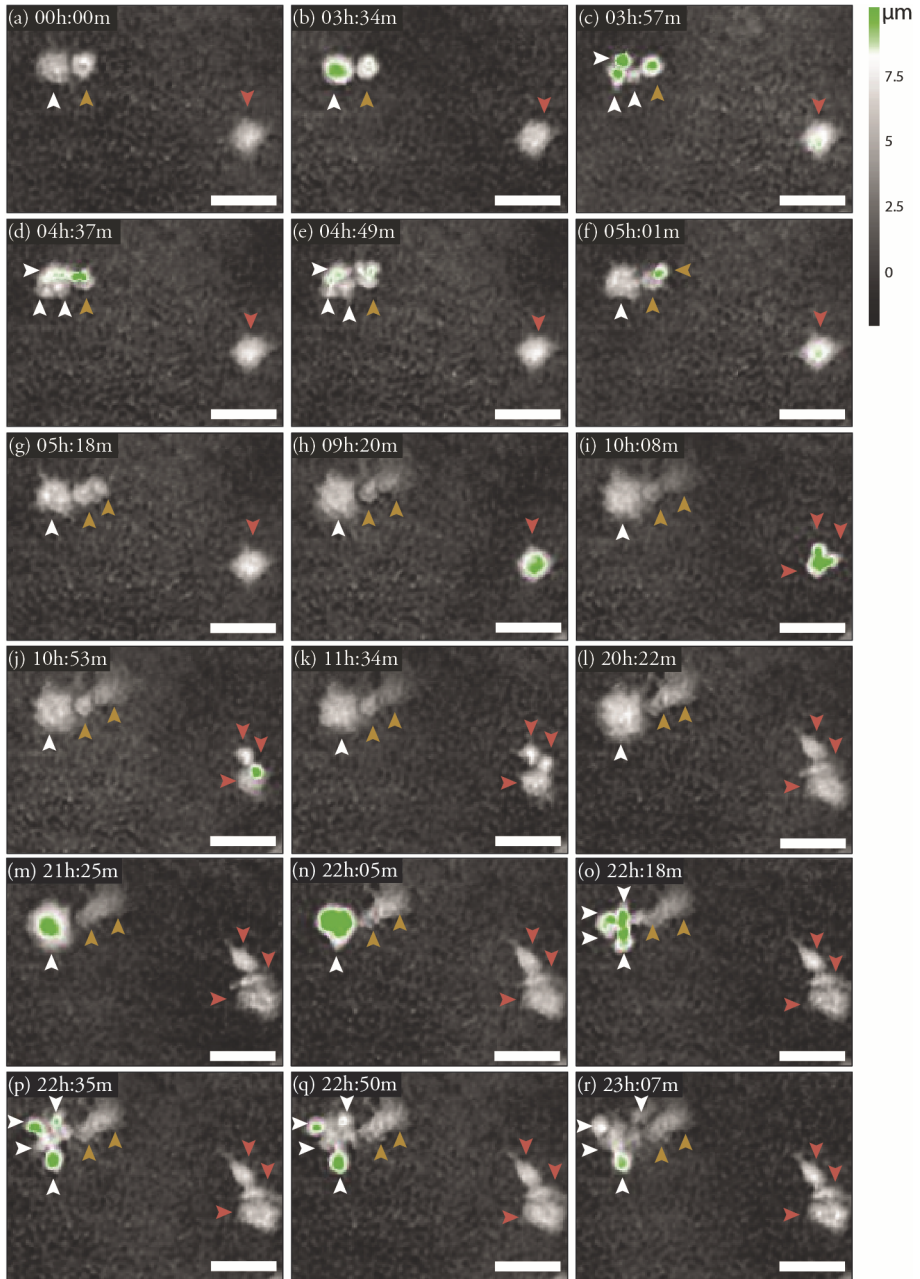 (a) 00h:00m
(b) 03h:34m
(c) 03h:57m
µm
7.5
5
2.5
0
(d) 04h:37m
(e) 04h:49m
(f) 05h:01m
(g) 05h:18m
(h) 09h:20m
(i) 10h:08m
(j) 10h:53m
(k) 11h:34m
(l) 20h:22m
(m) 21h:25m
(n) 22h:05m
(o) 22h:18m
(p) 22h:35m
(q) 22h:50m
(r) 23h:07m